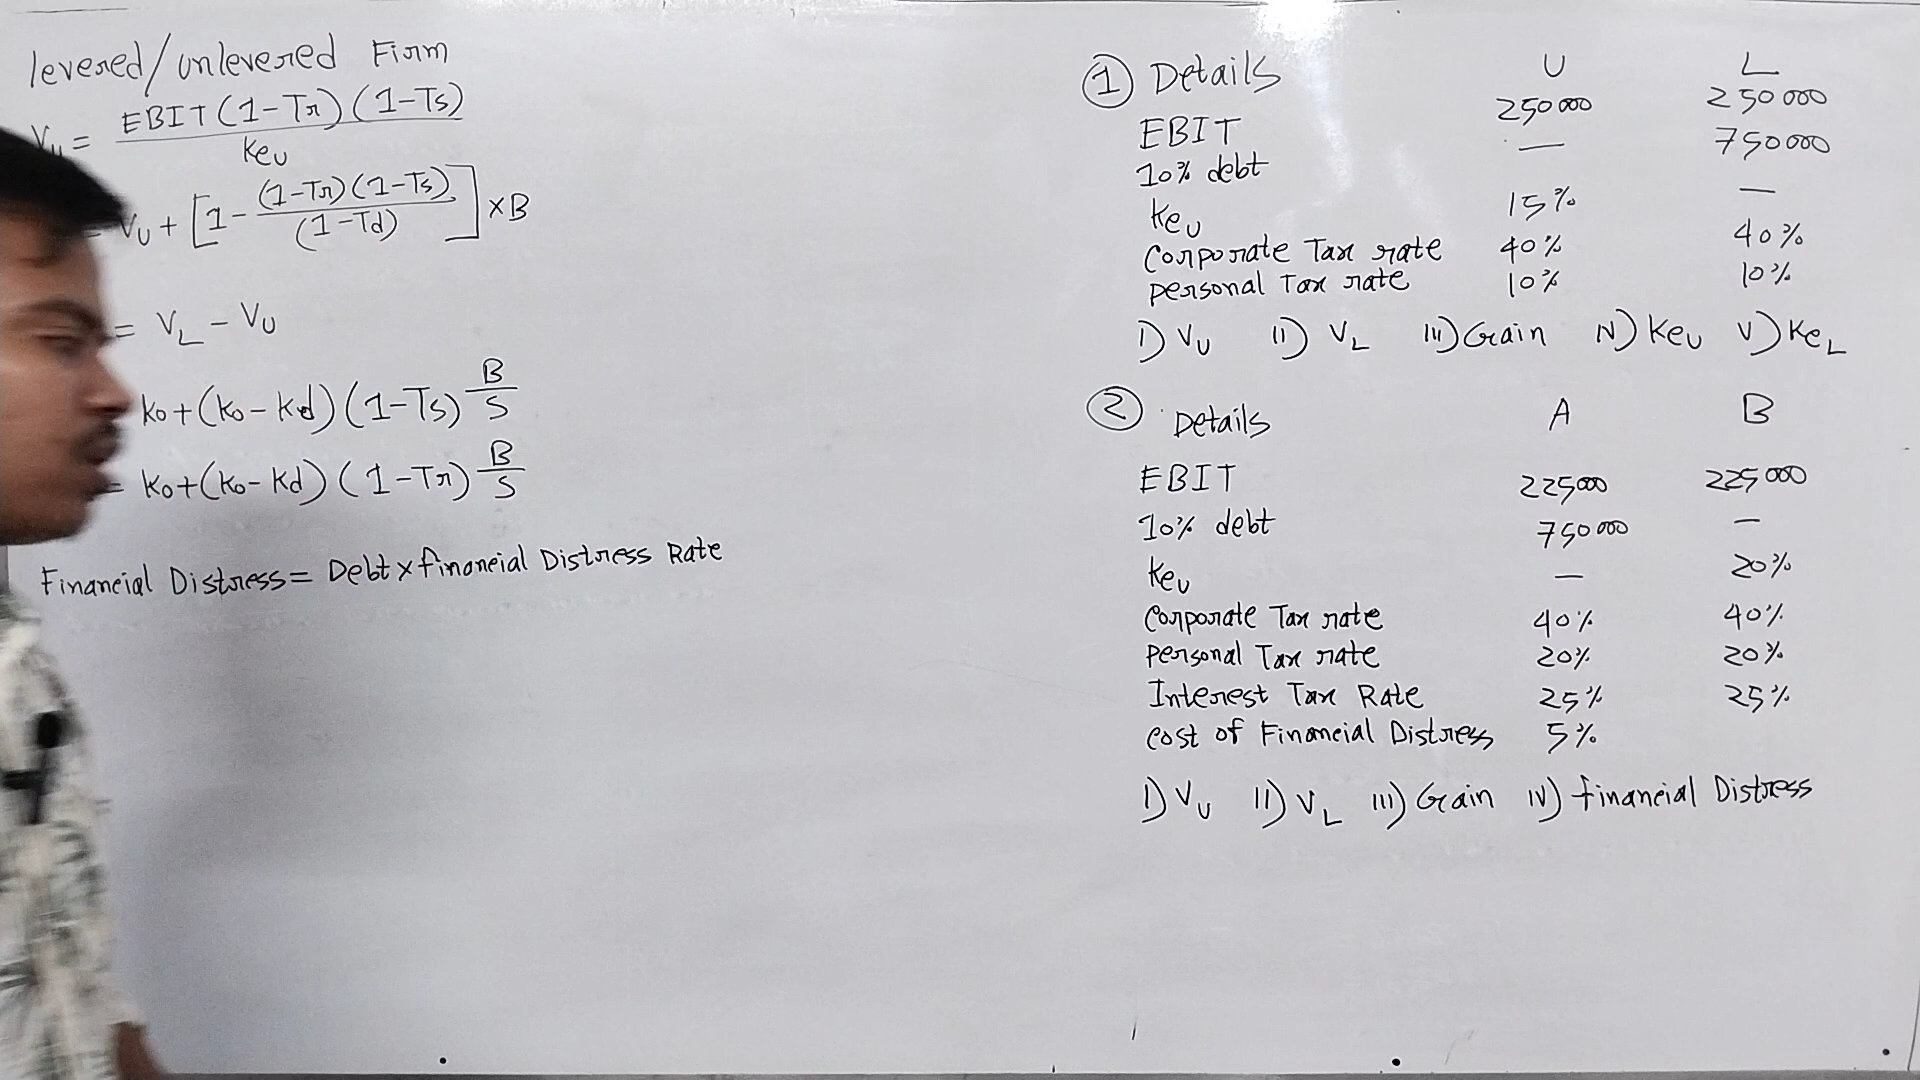 levered/unlevered Firm
Vu = EBIT(1-Tr)(1-Ts)
Keu
Vu + [1- (1-Tr)(1-Ts) ] × B
(1-Td)
= VL - Vu
Ko+(Ko-Kd)(1-Ts) B/S
= Ko+(Ko-Kd)(1-Tr) B/S
Financial Distress = Debt × financial Distress Rate
① Details U L
EBIT 250000 250000
10% debt — 750000
Keu 15% —
Corporate Tax rate 40% 40%
personal Tax rate 10% 10%
I) Vu II) VL III) Gain IV) Keu V) KeL
② Details A B
EBIT 225000 225000
10% debt 750000 —
Keu — 20%
Corporate Tax rate 40% 40%
personal Tax rate 20% 20%
Interest Tax Rate 25% 25%
cost of Financial Distress 5%
I) Vu II) VL III) Gain IV) financial Distress